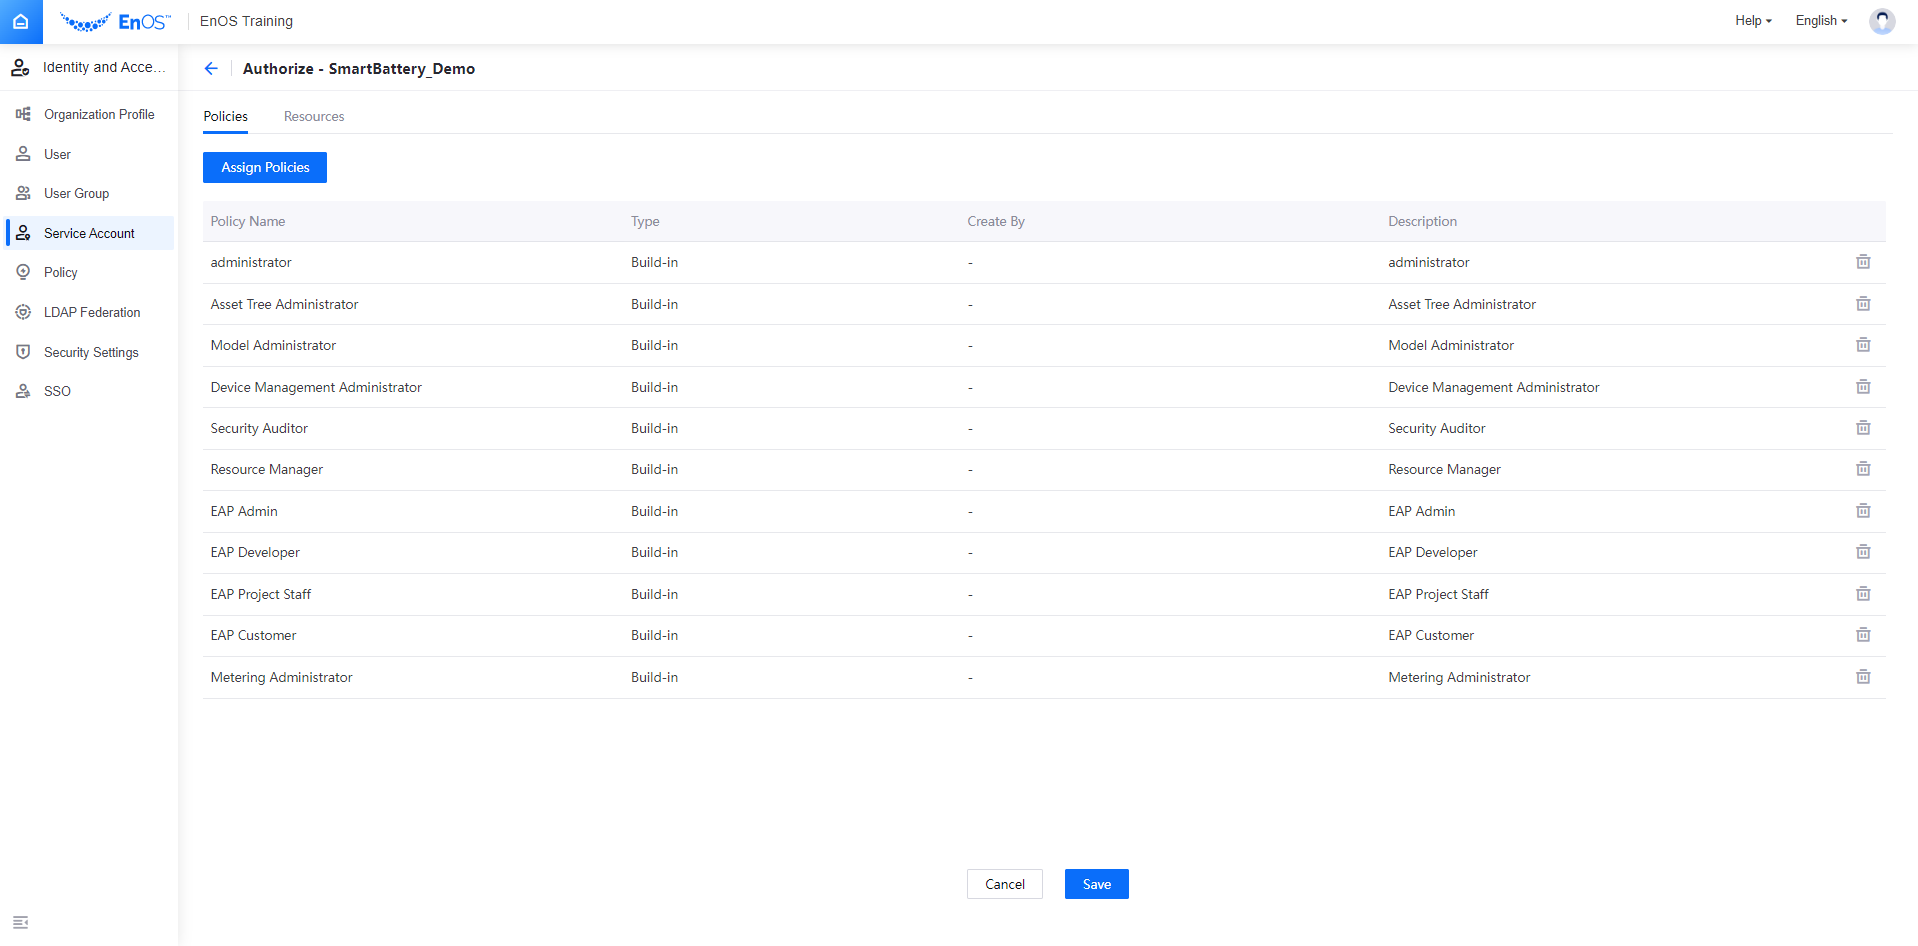 EnOS™ EnOS Training Help English
Identity and Acce...
Authorize - SmartBattery_Demo
Organization Profile
User
User Group
Service Account
Policy
LDAP Federation
Security Settings
SSO
Policies Resources
Assign Policies
Policy Name Type Create By Description
administrator Build-in - administrator
Asset Tree Administrator Build-in - Asset Tree Administrator
Model Administrator Build-in - Model Administrator
Device Management Administrator Build-in - Device Management Administrator
Security Auditor Build-in - Security Auditor
Resource Manager Build-in - Resource Manager
EAP Admin Build-in - EAP Admin
EAP Developer Build-in - EAP Developer
EAP Project Staff Build-in - EAP Project Staff
EAP Customer Build-in - EAP Customer
Metering Administrator Build-in - Metering Administrator
Cancel Save